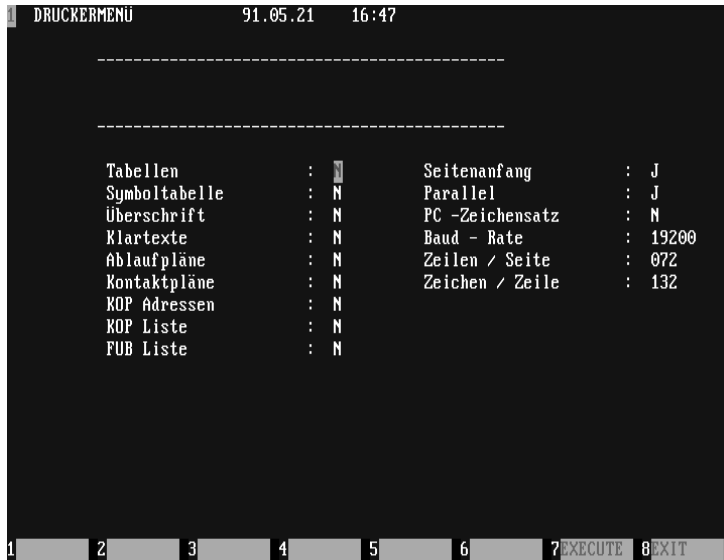 1 DRUCKERMENÜ 91.05.21 16:47
---------------------------------------------
---------------------------------------------
Tabellen : N Seitenanfang : J
Symboltabelle : N Parallel : J
Überschrift : N PC -Zeichensatz : N
Klartexte : N Baud - Rate : 19200
Ablaufpläne : N Zeilen / Seite : 072
Kontaktpläne : N Zeichen / Zeile : 132
KOP Adressen : N
KOP Liste : N
FUB Liste : N
1 2 3 4 5 6 7EXECUTE 8EXIT